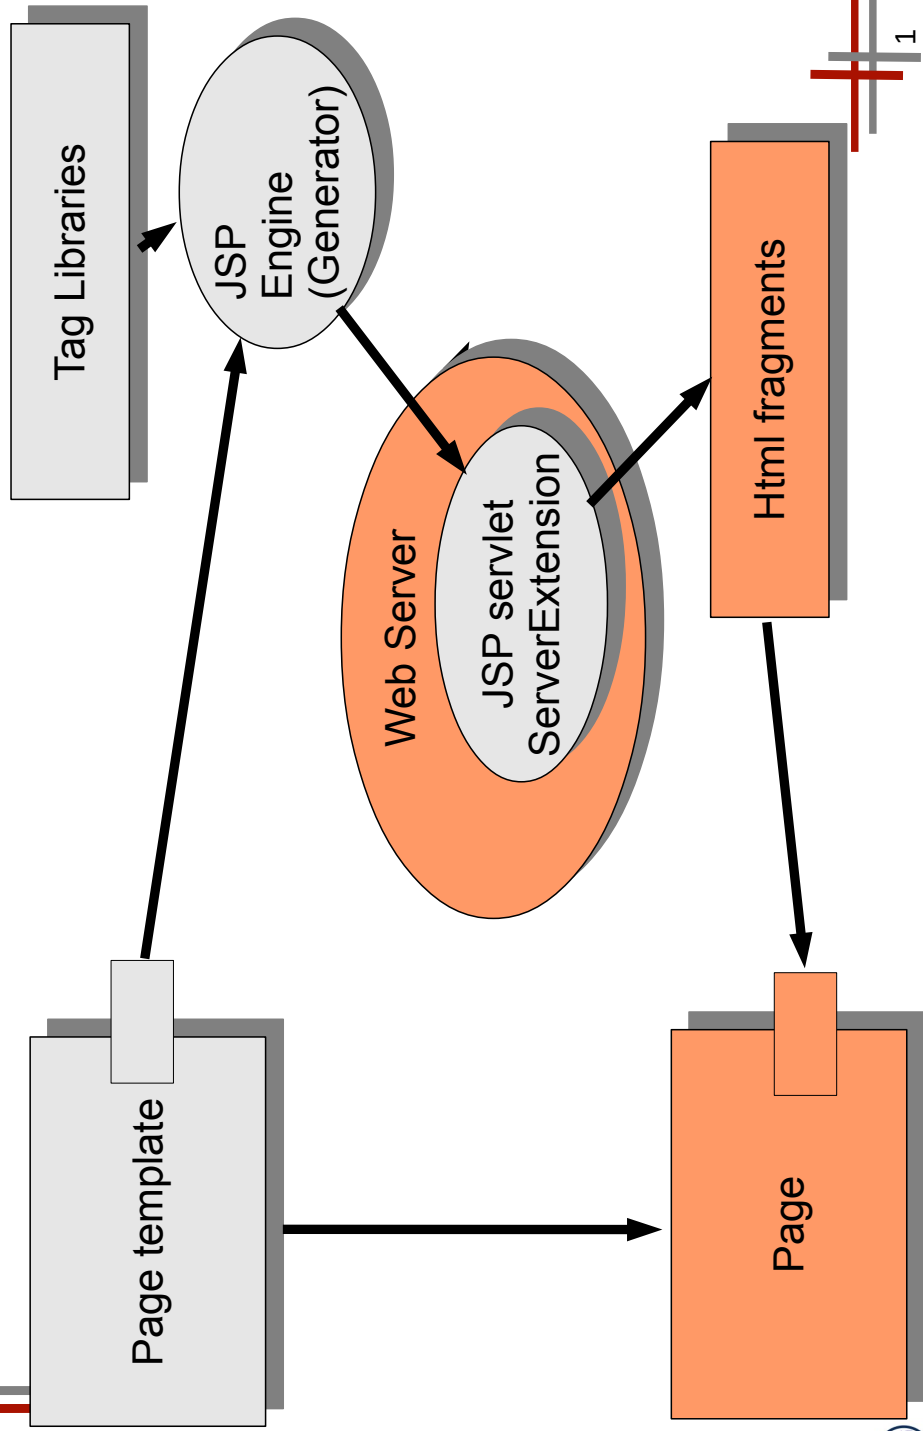 Page template
Tag Libraries
JSP
Engine
(Generator)
Web Server
JSP servlet
ServerExtension
Page
Html fragments
1